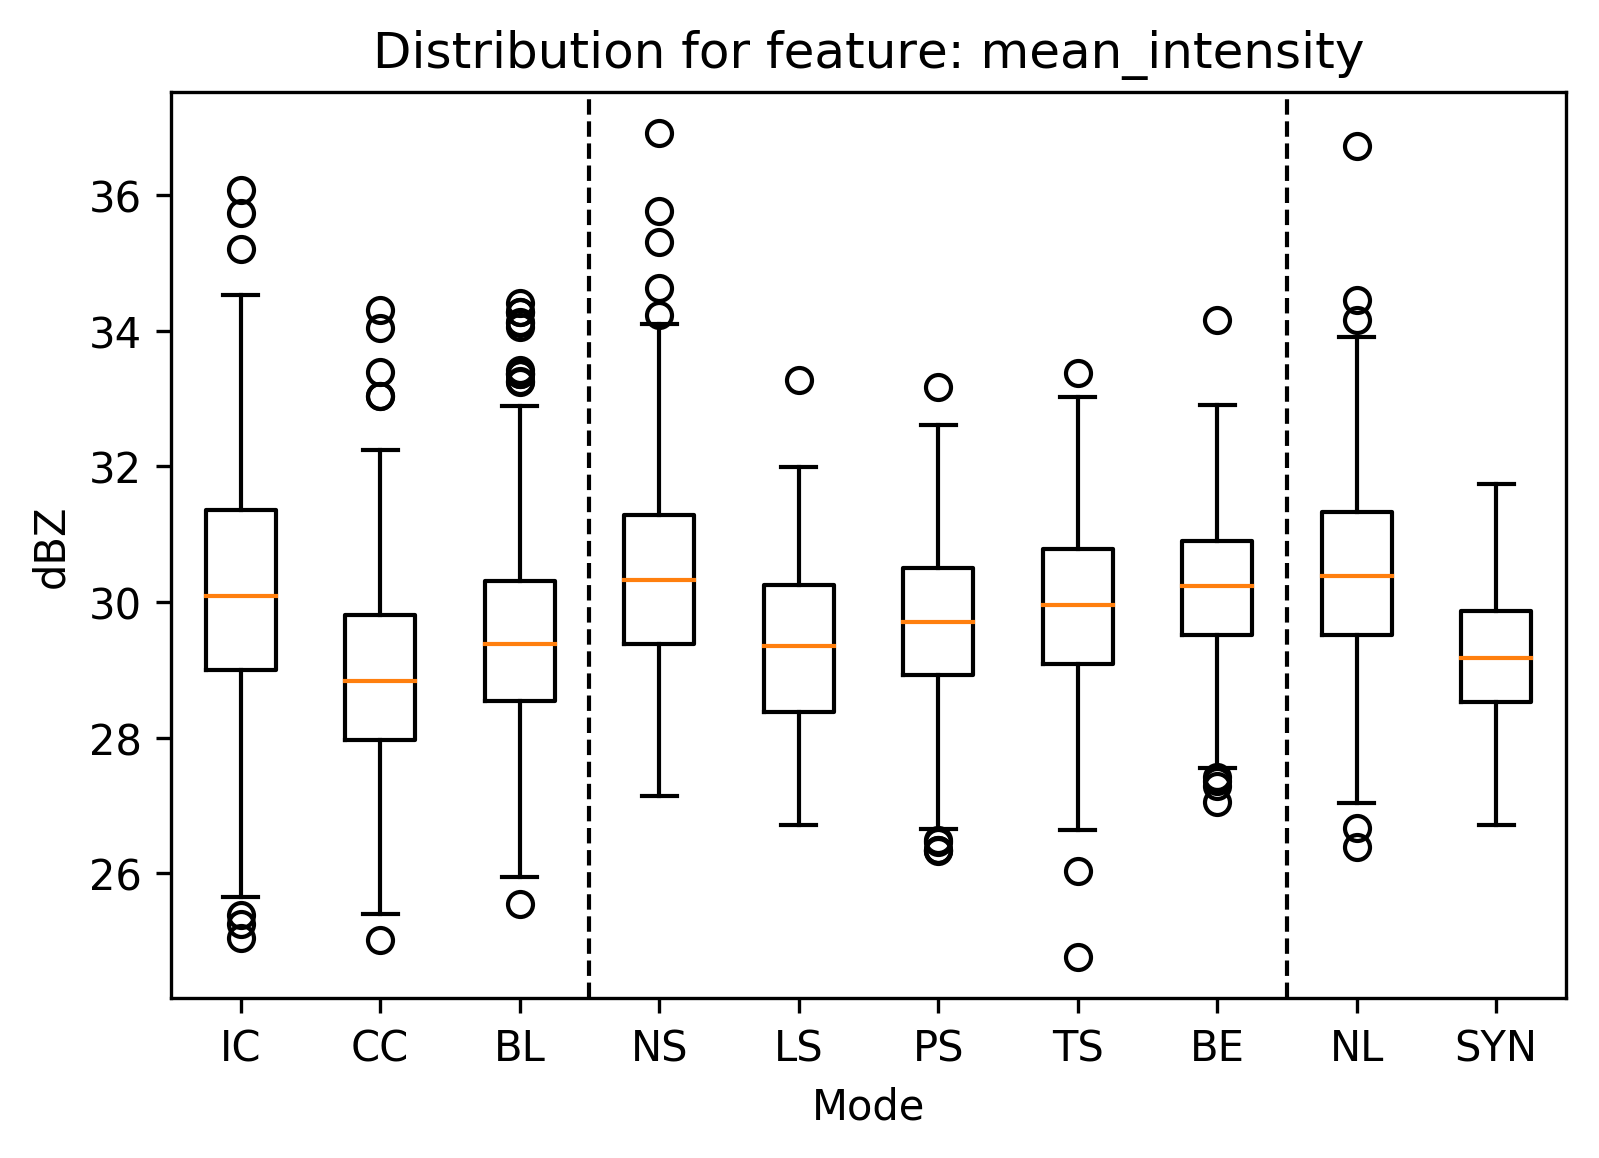 Distribution for feature: mean_intensity
dBZ
36
34
32
30
28
26
IC CC BL NS LS PS TS BE NL SYN
Mode